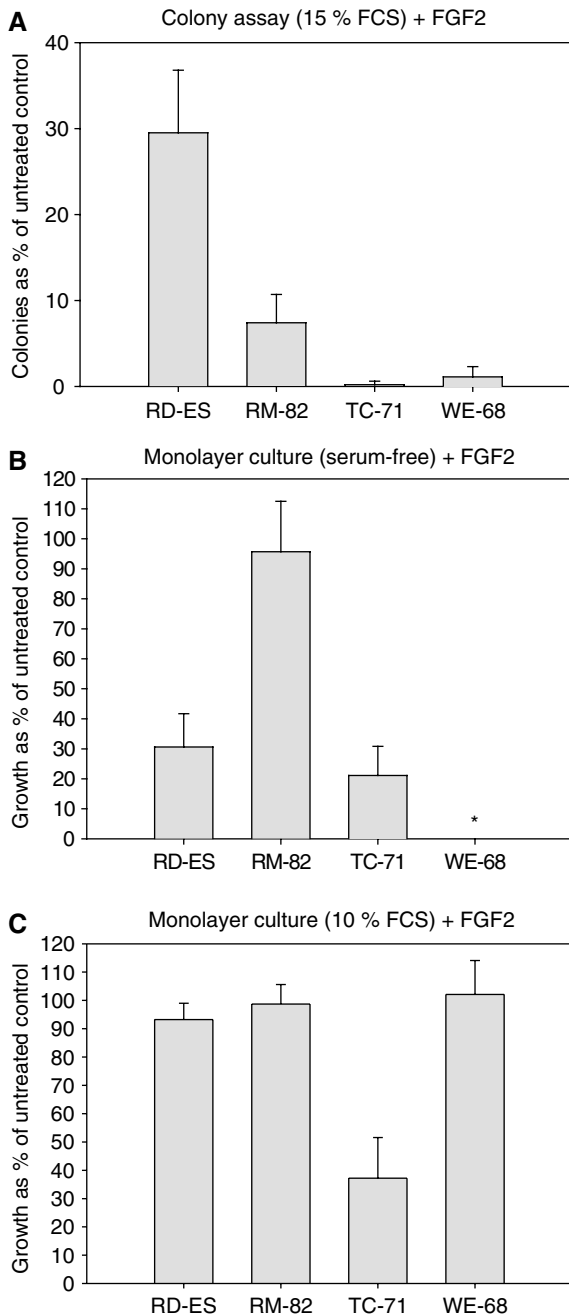 A
Colony assay (15 % FCS) + FGF2
Colonies as % of untreated control
40
30
20
10
0
RD-ES RM-82 TC-71 WE-68
B
Monolayer culture (serum-free) + FGF2
Growth as % of untreated control
120
110
100
90
80
70
60
50
40
30
20
10
0
*
RD-ES RM-82 TC-71 WE-68
C
Monolayer culture (10 % FCS) + FGF2
Growth as % of untreated control
120
110
100
90
80
70
60
50
40
30
20
10
0
RD-ES RM-82 TC-71 WE-68